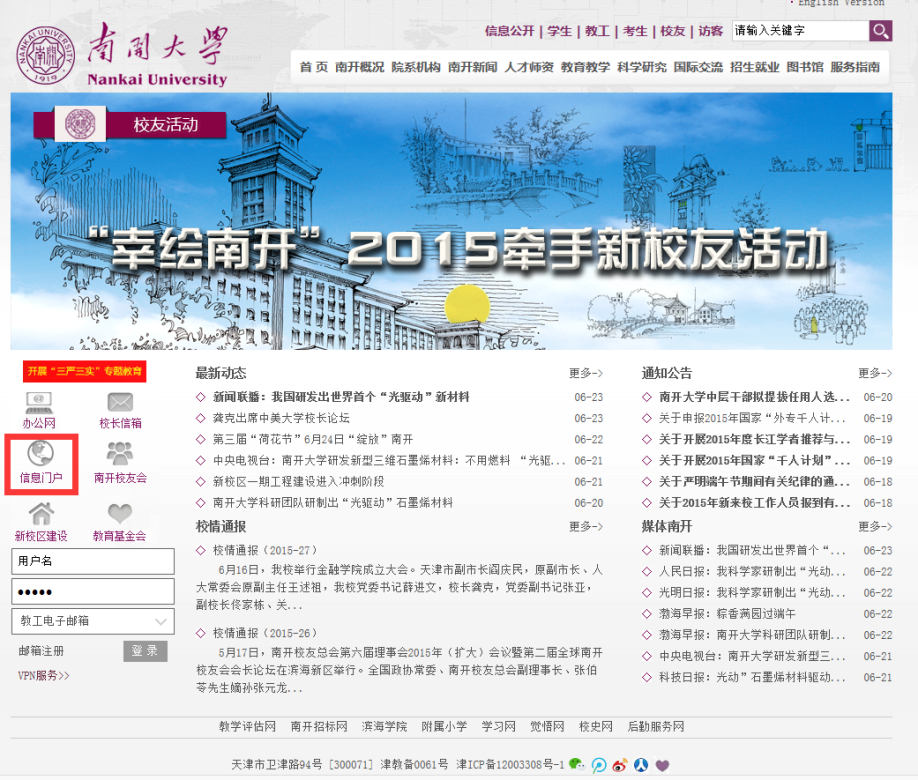 • English Version
NANKAI UNIVERSITY
1919
南開大學
Nankai University
信息公开 | 学生 | 教工 | 考生 | 校友 | 访客
请输入关键字
首 页 南开概况 院系机构 南开新闻 人才师资 教育教学 科学研究 国际交流 招生就业 图书馆 服务指南
校友活动
“幸绘南开” 2015牵手新校友活动
开展“三严三实”专题教育
办公网 校长信箱
信息门户 南开校友会
新校区建设 教育基金会
用户名
•••••
教工电子邮箱
邮箱注册 登 录
VPN服务>>
最新动态 更多->
◇ 新闻联播：我国研发出世界首个“光驱动”新材料 06-23
◇ 龚克出席中美大学校长论坛 06-23
◇ 第三届“荷花节”6月24日“绽放”南开 06-22
◇ 中央电视台：南开大学研发新型三维石墨烯材料：不用燃料 “光驱... 06-21
◇ 新校区一期工程建设进入冲刺阶段 06-21
◇ 南开大学科研团队研制出“光驱动”石墨烯材料 06-20
校情通报 更多->
◇ 校情通报（2015-27）
6月16日，我校举行金融学院成立大会。天津市副市长阎庆民，原副市长、人
大常委会原副主任王述祖，我校党委书记薛进文，校长龚克，党委副书记张亚，
副校长佟家栋、关...
◇ 校情通报（2015-26）
5月17日，南开校友总会第六届理事会2015年（扩大）会议暨第二届全球南开
校友会会长论坛在滨海新区举行。全国政协常委、南开校友总会副理事长、张伯
苓先生嫡孙张元龙...
通知公告 更多->
◇ 南开大学中层干部拟提拔任用人选... 06-20
◇ 关于申报2015年国家“外专千人计... 06-19
◇ 关于开展2015年度长江学者推荐与... 06-19
◇ 关于开展2015年国家“千人计划”... 06-19
◇ 关于严明端午节期间有关纪律的通... 06-18
◇ 关于2015年新来校工作人员报到有... 06-18
媒体南开 更多->
◇ 新闻联播：我国研发出世界首个“... 06-23
◇ 人民日报：我科学家研制出“光动... 06-22
◇ 光明日报：我科学家研制出“光动... 06-22
◇ 渤海早报：粽香满园过端午 06-22
◇ 渤海早报：南开大学科研团队研制... 06-22
◇ 中央电视台：南开大学研发新型三... 06-21
◇ 科技日报：光动”石墨烯材料驱动... 06-21
教学评估网 南开招标网 滨海学院 附属小学 学习网 觉悟网 校史网 后勤服务网
天津市卫津路94号 [300071] 津教备0061号 津ICP备12003308号-1